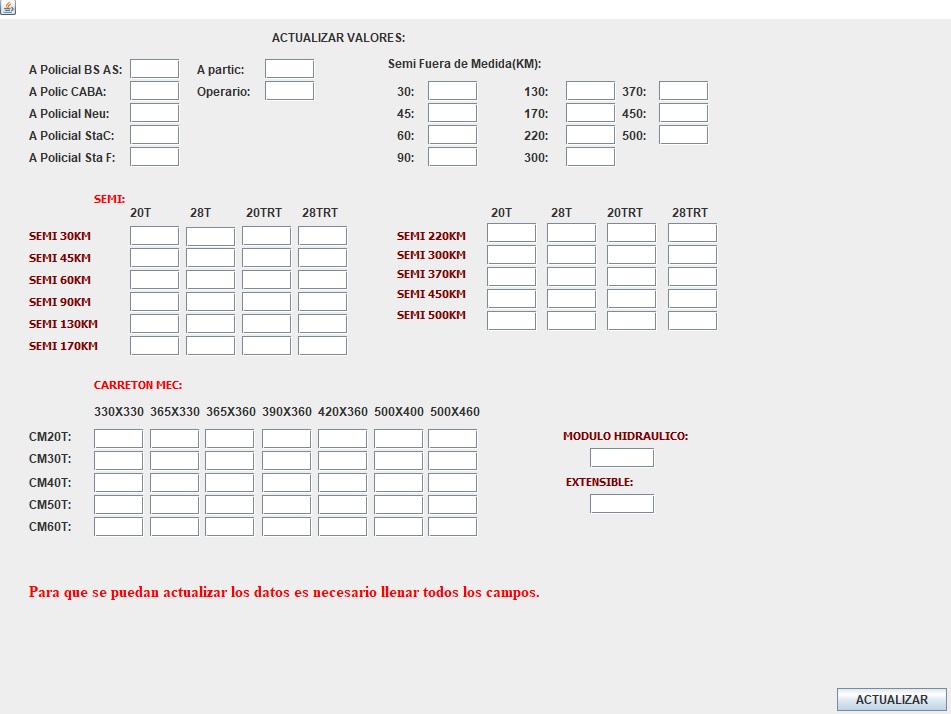 ACTUALIZAR VALORES:
A Policial BS AS: A partic: Semi Fuera de Medida(KM):
A Polic CABA: Operario: 30: 130: 370:
A Policial Neu: 45: 170: 450:
A Policial StaC: 60: 220: 500:
A Policial Sta F: 90: 300:
SEMI:
20T 28T 20TRT 28TRT 20T 28T 20TRT 28TRT
SEMI 30KM SEMI 220KM
SEMI 45KM SEMI 300KM
SEMI 60KM SEMI 370KM
SEMI 90KM SEMI 450KM
SEMI 130KM SEMI 500KM
SEMI 170KM
CARRETON MEC:
330X330 365X330 365X360 390X360 420X360 500X400 500X460
CM20T: MODULO HIDRAULICO:
CM30T:
CM40T: EXTENSIBLE:
CM50T:
CM60T:
Para que se puedan actualizar los datos es necesario llenar todos los campos.
ACTUALIZAR